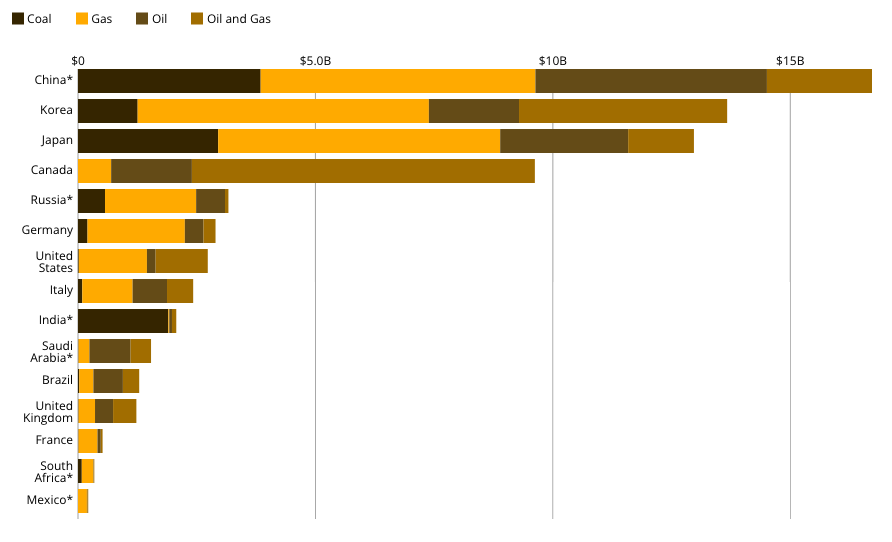 Coal Gas Oil Oil and Gas
$0 $5.0B $10B $15B
China*
Korea
Japan
Canada
Russia*
Germany
United
States
Italy
India*
Saudi
Arabia*
Brazil
United
Kingdom
France
South
Africa*
Mexico*